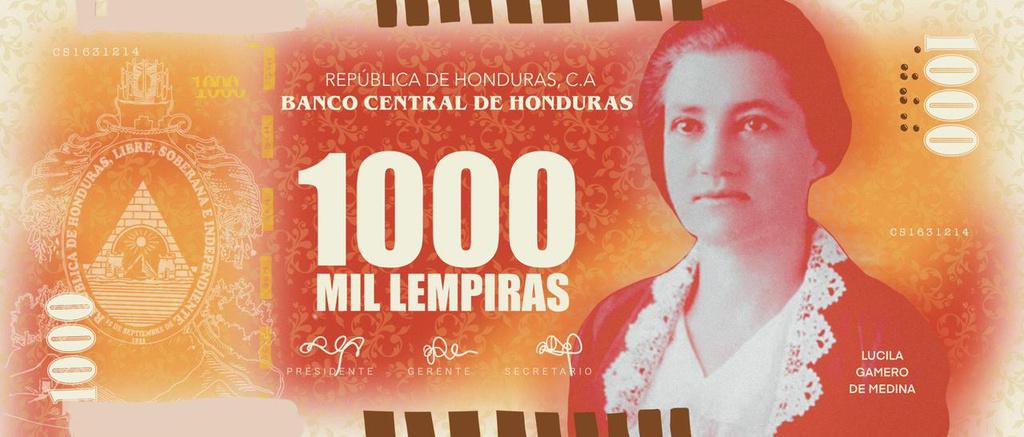 CS1631214
1000
REPÚBLICA DE HONDURAS, C.A
BANCO CENTRAL DE HONDURAS
1000
MIL LEMPIRAS
PRESIDENTE
GERENTE
SECRETARIO
REPÚBLICA DE HONDURAS, LIBRE, SOBERANA E INDEPENDIENTE
15 DE SEPTIEMBRE DE 1821
1000
1000
CS1631214
LUCILA
GAMERO
DE MEDINA